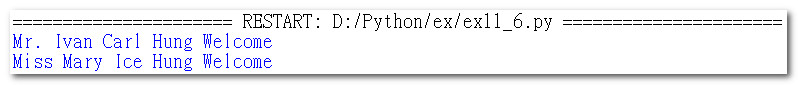 ====================== RESTART: D:/Python/ex/ex11_6.py ======================
Mr. Ivan Carl Hung Welcome
Miss Mary Ice Hung Welcome